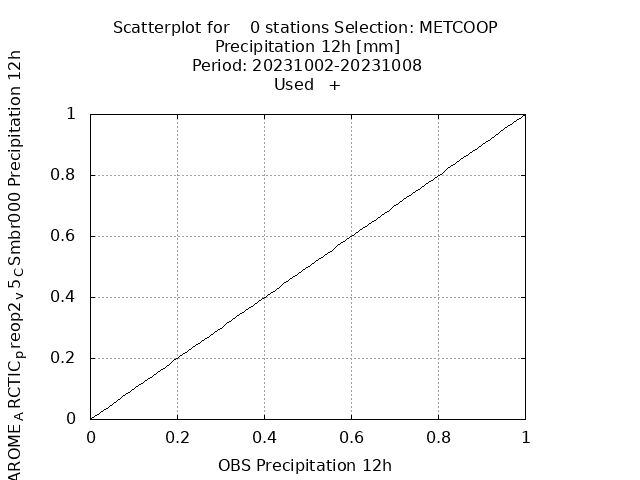 Scatterplot for    0 stations Selection: METCOOP
Precipitation 12h [mm]
Period: 20231002-20231008
Used   +
AROME_ARCTIC_preop2_v5_CSmbr000 Precipitation 12h
1
0.8
0.6
0.4
0.2
0
0 0.2 0.4 0.6 0.8 1
OBS Precipitation 12h